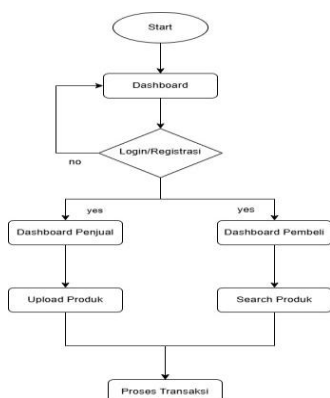 Start
Dashboard
Login/Registrasi
no
yes
yes
Dashboard Penjual
Dashboard Pembeli
Upload Produk
Search Produk
Proses Transaksi